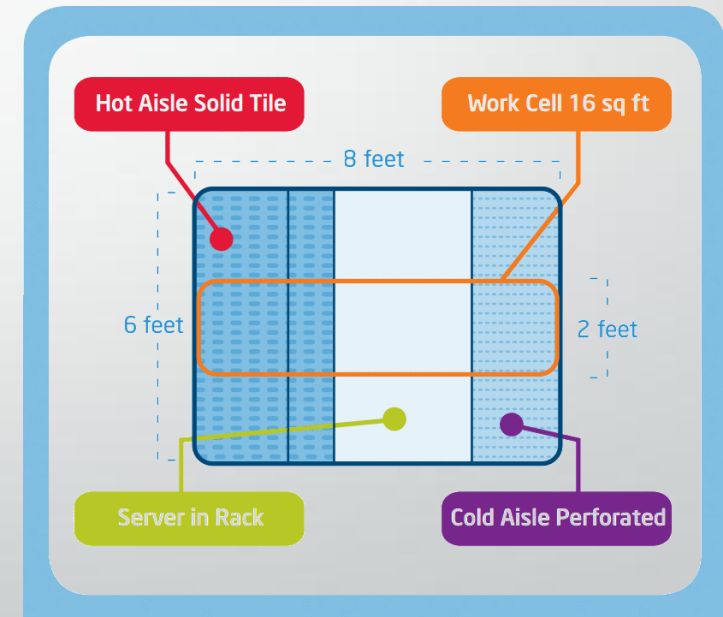 Hot Aisle Solid Tile
Work Cell 16 sq ft
8 feet
6 feet
2 feet
Server in Rack
Cold Aisle Perforated